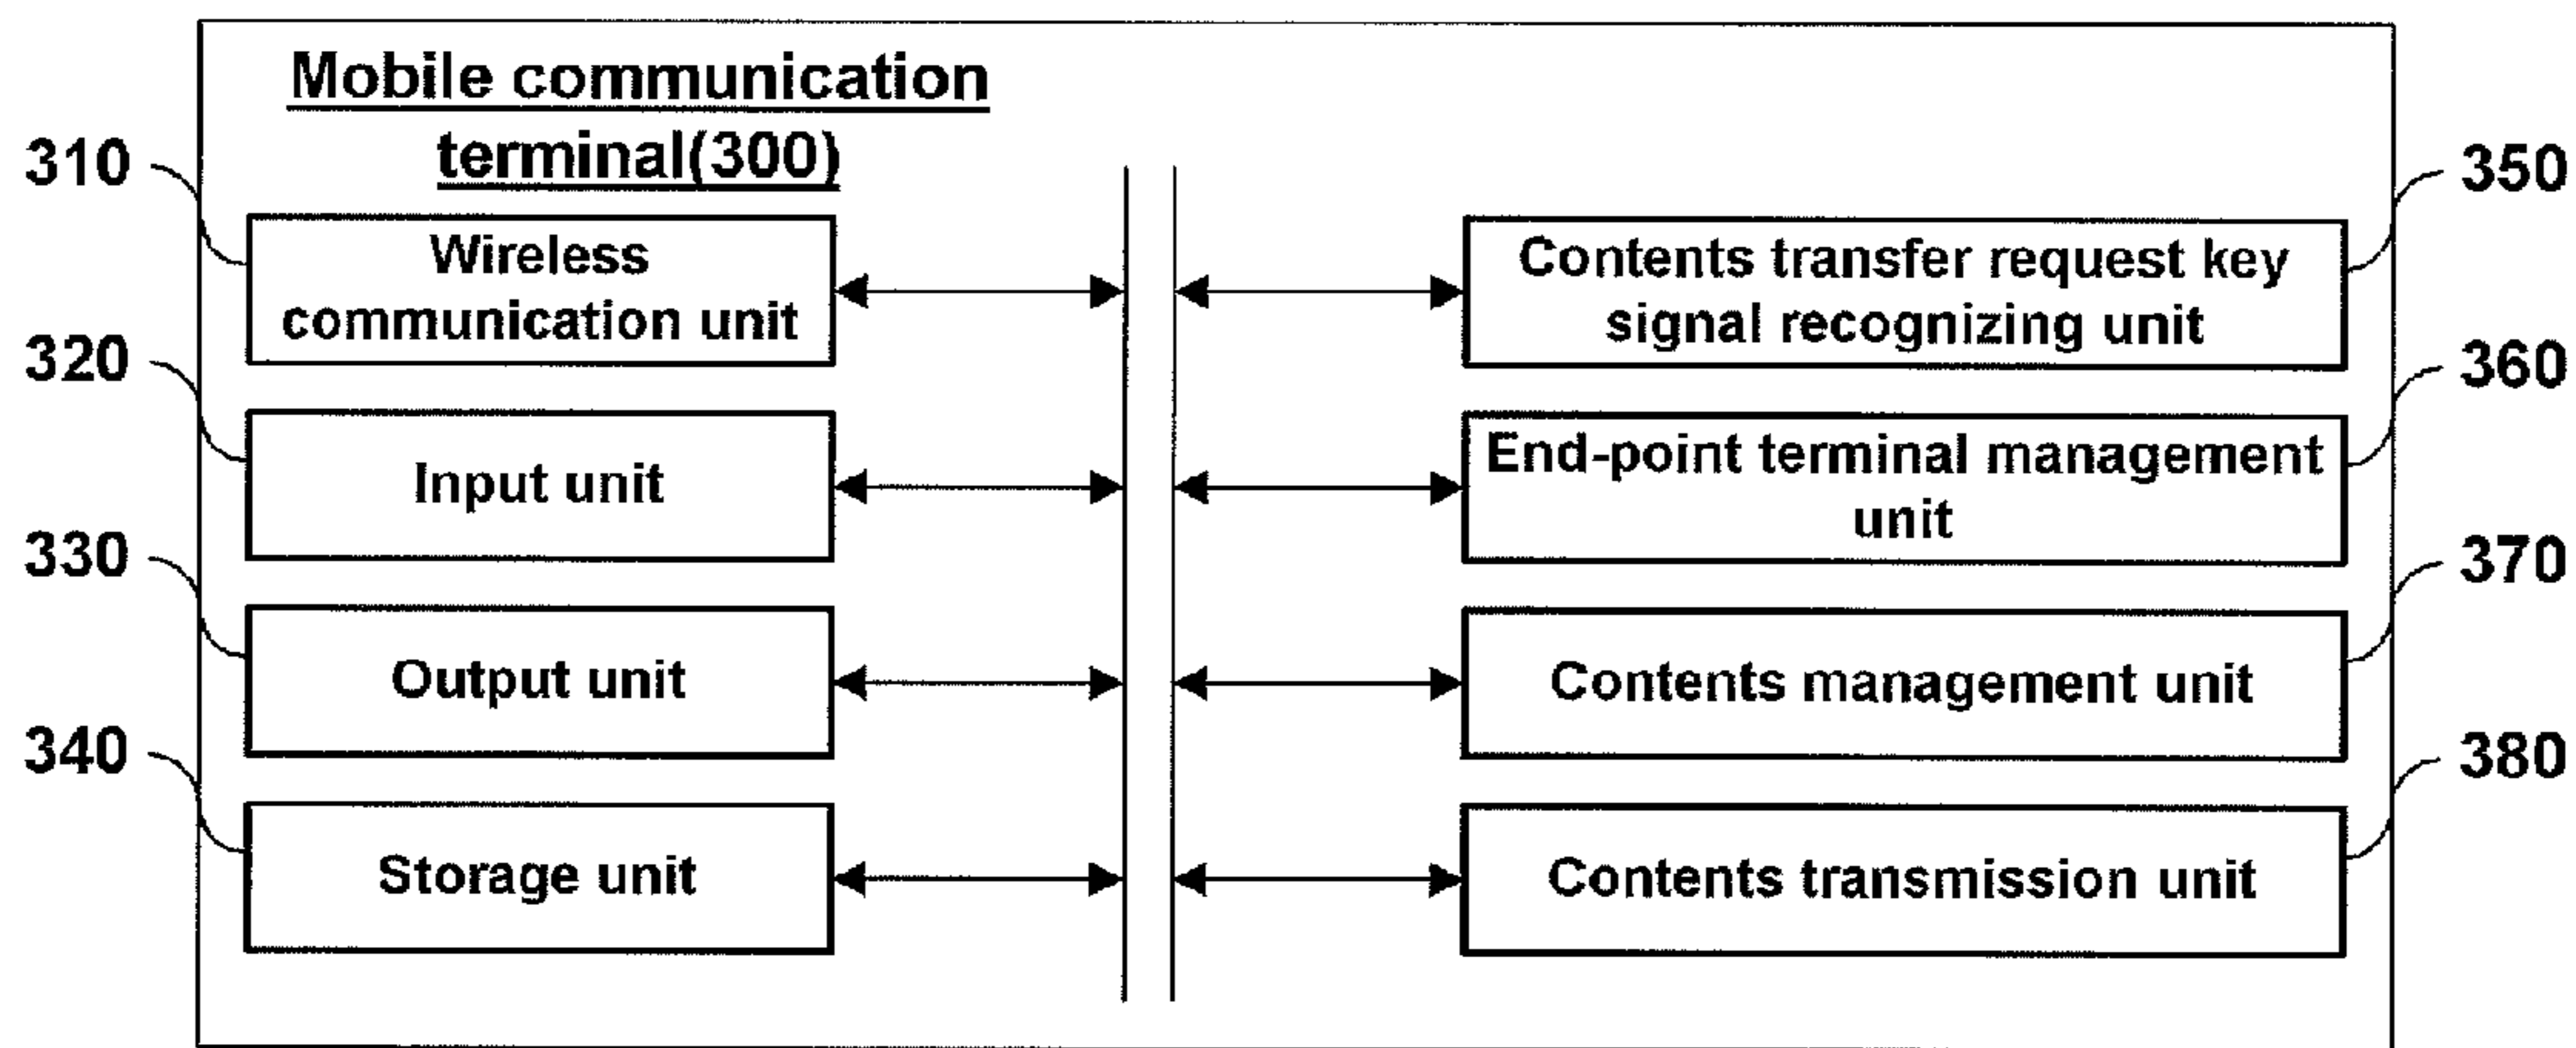 Mobile communication
terminal(300)
310
Wireless
communication unit
320
Input unit
330
Output unit
340
Storage unit
350
Contents transfer request key
signal recognizing unit
360
End-point terminal management
unit
370
Contents management unit
380
Contents transmission unit